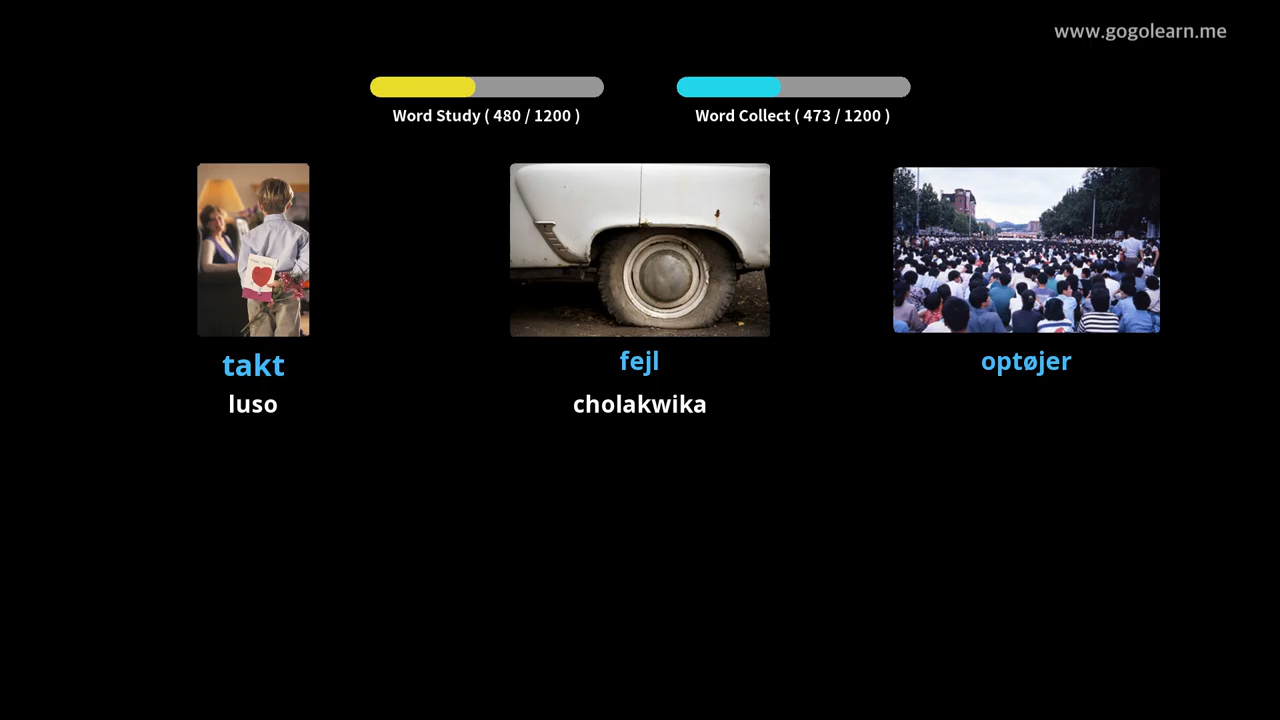 www.gogolearn.me
Word Study ( 480 / 1200 )
Word Collect ( 473 / 1200 )
takt
luso
fejl
cholakwika
optøjer